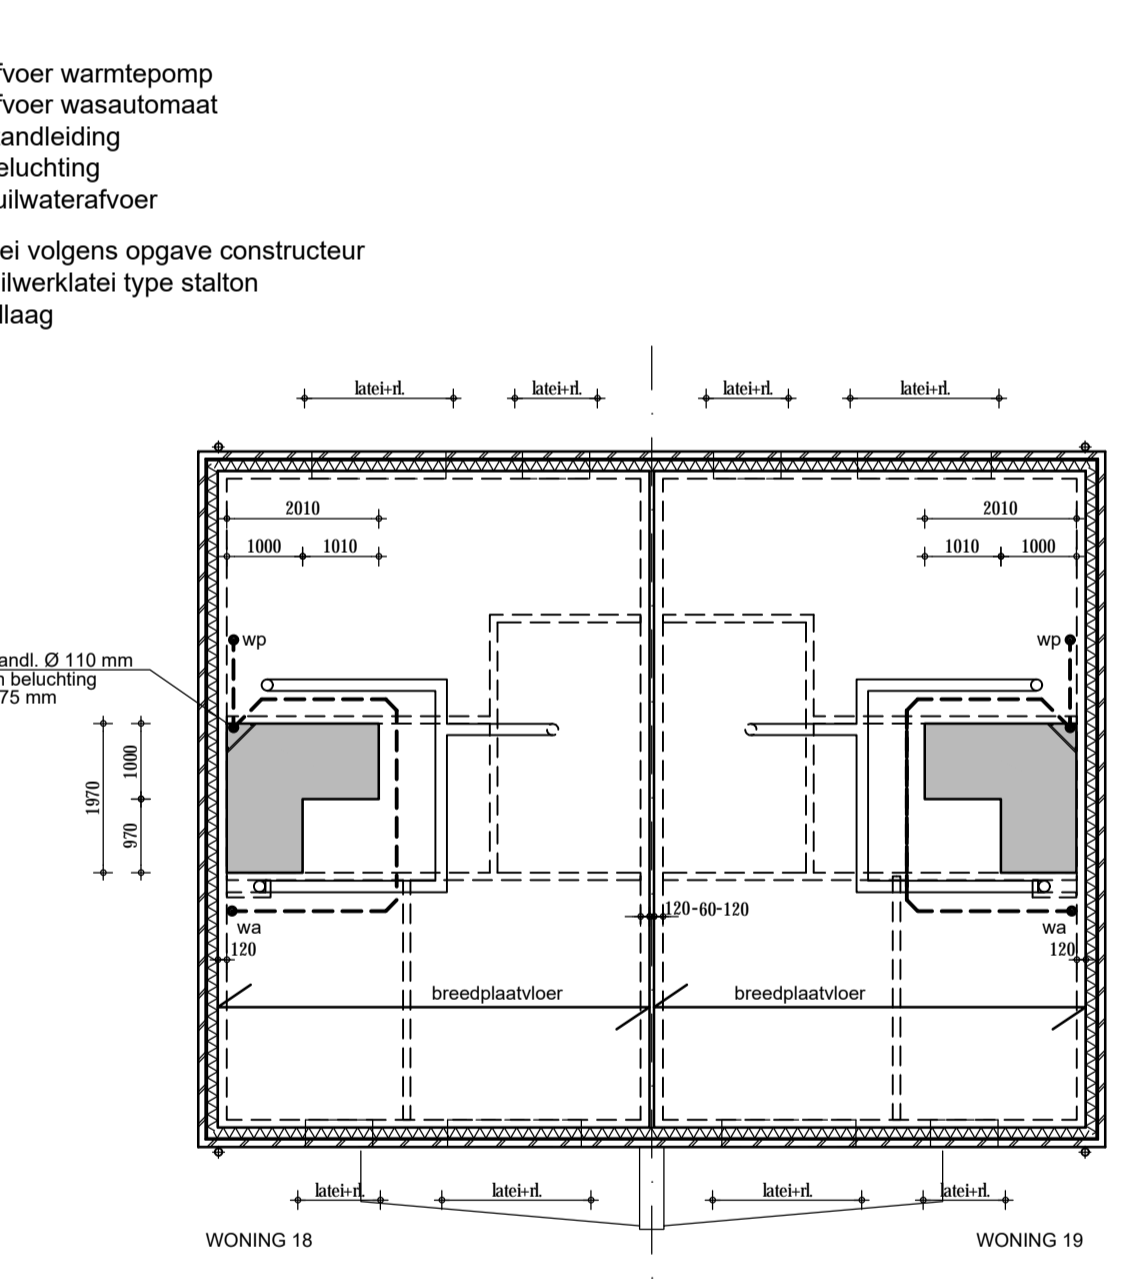 fvoer warmtepomp
fvoer wasautomaat
tandleiding
eluchting
uilwaterafvoer
ei volgens opgave constructeur
ilwerklatei type stalton
llaag
latei+rl. latei+rl. latei+rl. latei+rl.
2010 2010
1000 1010 1010 1000
wp wp
andl. Ø 110 mm
n beluchting
75 mm
1970
1000
970
120-60-120
wa wa
120 120
breedplaatvloer breedplaatvloer
latei+rl. latei+rl. latei+rl. latei+rl.
WONING 18 WONING 19